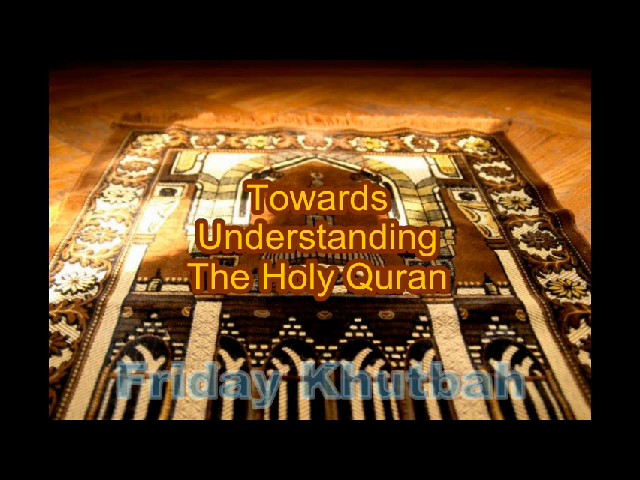 Towards
Understanding
The Holy Quran
Friday Khutbah